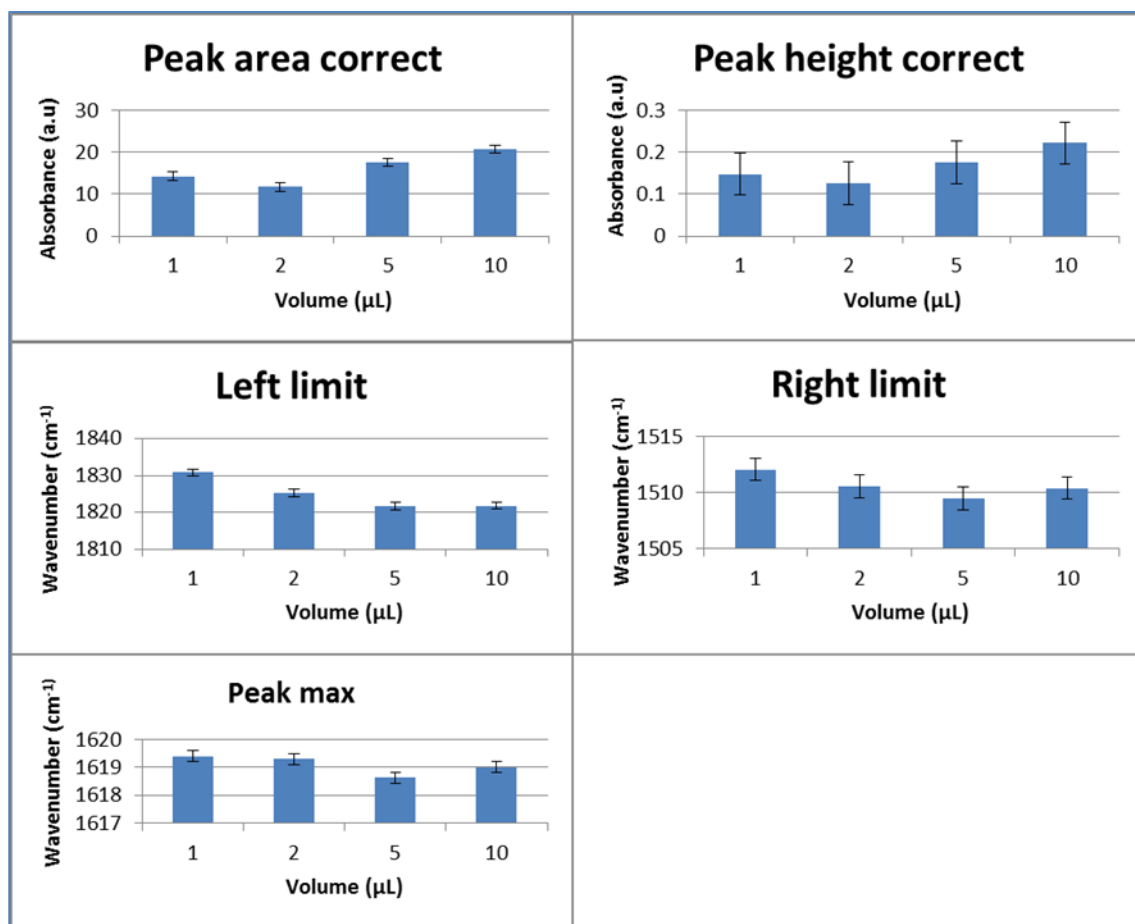 Peak area correct
Absorbance (a.u)
30
20
10
0
1 2 5 10
Volume (µL)
Peak height correct
Absorbance (a.u)
0.3
0.2
0.1
0
1 2 5 10
Volume (µL)
Left limit
Wavenumber (cm⁻¹)
1840
1830
1820
1810
1 2 5 10
Volume (µL)
Right limit
Wavenumber (cm⁻¹)
1515
1510
1505
1 2 5 10
Volume (µL)
Peak max
Wavenumber (cm⁻¹)
1620
1619
1618
1617
1 2 5 10
Volume (µL)